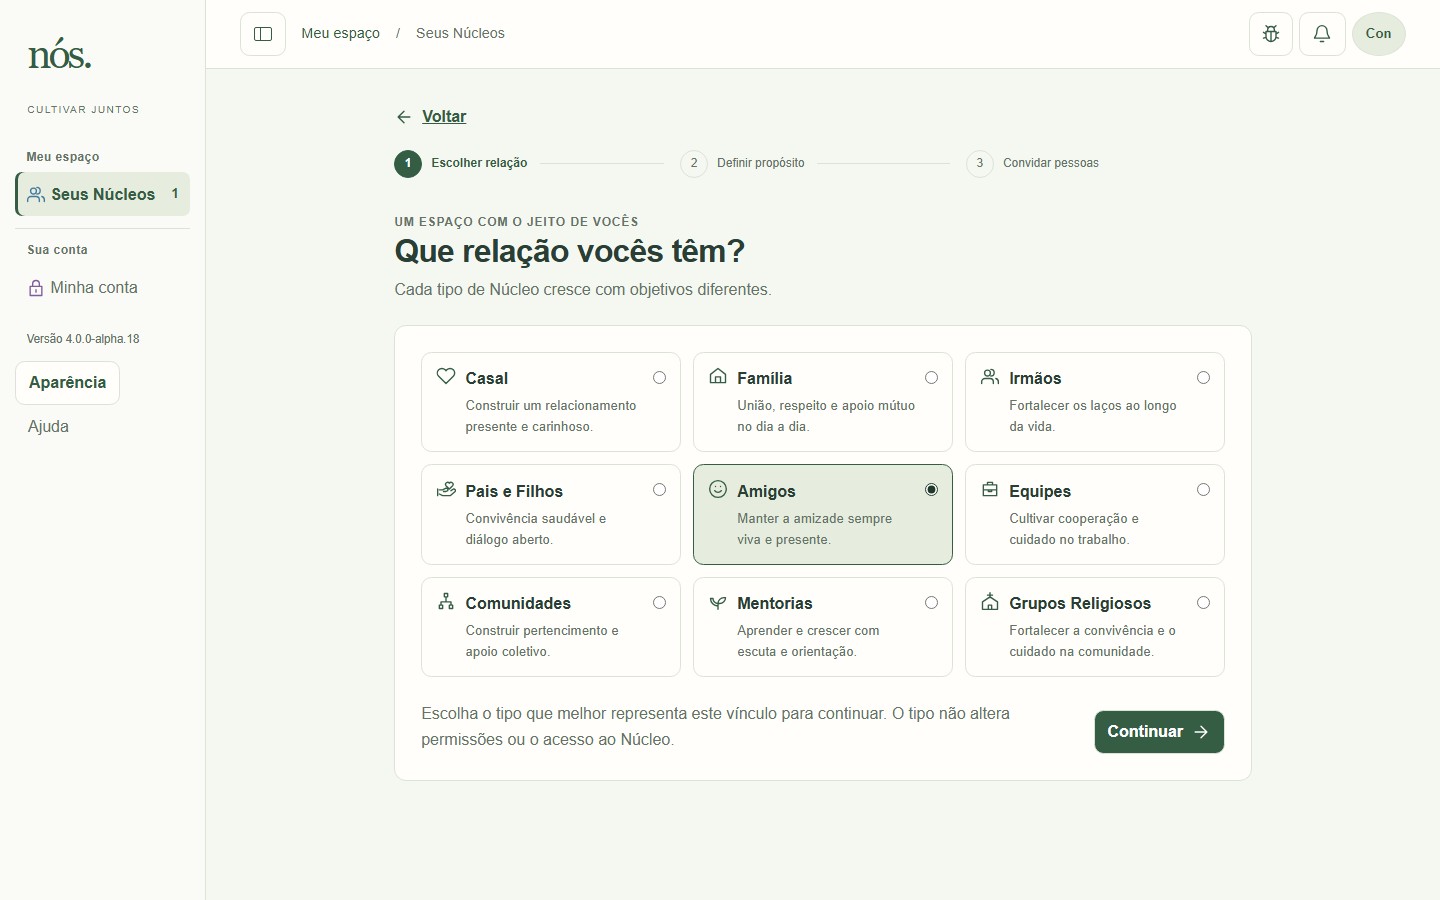 nós.
CULTIVAR JUNTOS
Meu espaço
Seus Núcleos 1
Sua conta
Minha conta
Versão 4.0.0-alpha.18
Aparência
Ajuda
Meu espaço / Seus Núcleos
Con
Voltar
1 Escolher relação
2 Definir propósito
3 Convidar pessoas
UM ESPAÇO COM O JEITO DE VOCÊS
Que relação vocês têm?
Cada tipo de Núcleo cresce com objetivos diferentes.
Casal
Construir um relacionamento
presente e carinhoso.
Família
União, respeito e apoio mútuo
no dia a dia.
Irmãos
Fortalecer os laços ao longo
da vida.
Pais e Filhos
Convivência saudável e
diálogo aberto.
Amigos
Manter a amizade sempre
viva e presente.
Equipes
Cultivar cooperação e
cuidado no trabalho.
Comunidades
Construir pertencimento e
apoio coletivo.
Mentorias
Aprender e crescer com
escuta e orientação.
Grupos Religiosos
Fortalecer a convivência e o
cuidado na comunidade.
Escolha o tipo que melhor representa este vínculo para continuar. O tipo não altera
permissões ou o acesso ao Núcleo.
Continuar